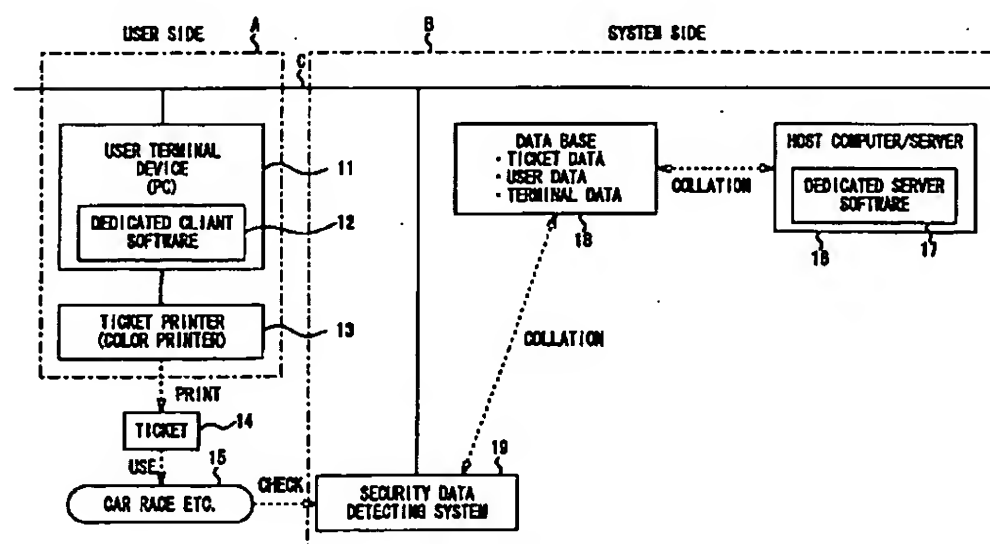 USER SIDE
A
B
SYSTEM SIDE
C
USER TERMINAL
DEVICE
(PC)
11
DEDICATED CLIENT
SOFTWARE
12
TICKET PRINTER
(COLOR PRINTER)
13
PRINT
TICKET
14
USE
15
CAR RACE ETC.
CHECK
DATA BASE
・TICKET DATA
・USER DATA
・TERMINAL DATA
18
COLLATION
HOST COMPUTER/SERVER
DEDICATED SERVER
SOFTWARE
16
17
COLLATION
19
SECURITY DATA
DETECTING SYSTEM